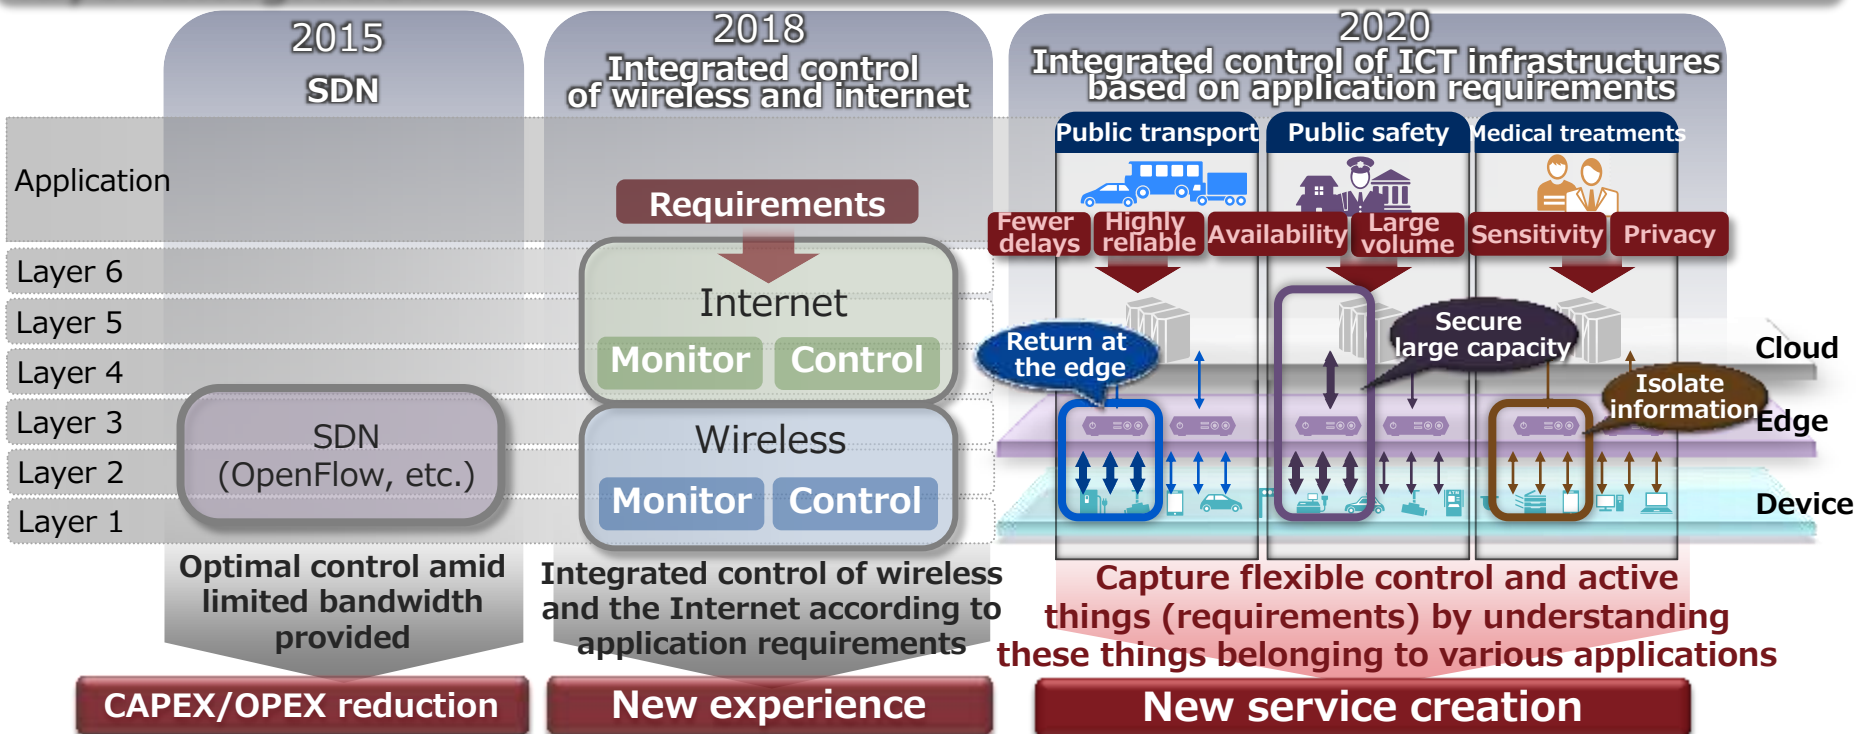 2015
SDN
2018
Integrated control
of wireless and internet
2020
Integrated control of ICT infrastructures
based on application requirements
Application
Layer 6
Layer 5
Layer 4
Layer 3
Layer 2
Layer 1
SDN
(OpenFlow, etc.)
Requirements
Internet
Monitor
Control
Wireless
Monitor
Control
Public transport
Public safety
Medical treatments
Fewer
delays
Highly
reliable
Availability
Large
volume
Sensitivity
Privacy
Return at
the edge
Secure
large capacity
Isolate
information
Cloud
Edge
Device
Optimal control amid
limited bandwidth
provided
Integrated control of wireless
and the Internet according to
application requirements
Capture flexible control and active
things (requirements) by understanding
these things belonging to various applications
CAPEX/OPEX reduction
New experience
New service creation